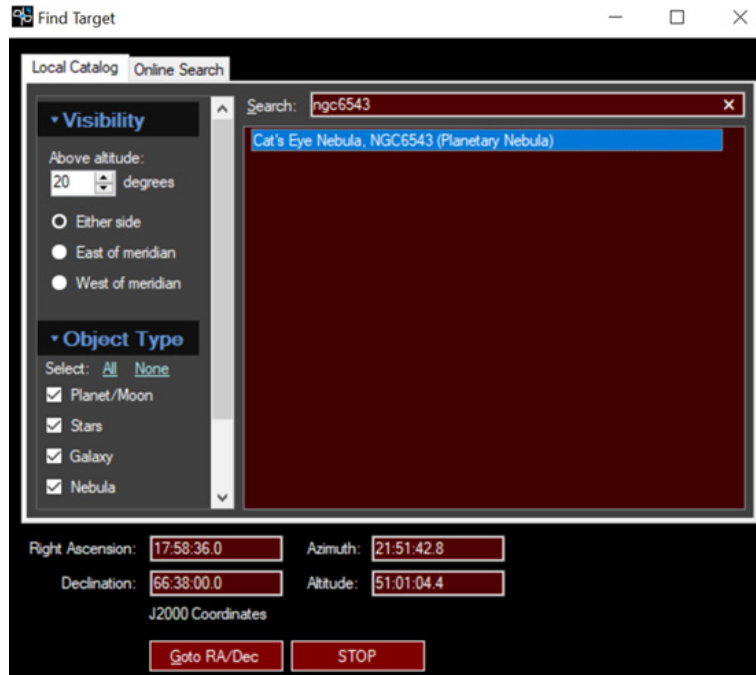 Find Target
Local Catalog Online Search
Visibility
Above altitude:
20 degrees
Either side
East of meridian
West of meridian
Object Type
Select: All None
Planet/Moon
Stars
Galaxy
Nebula
Search: ngc6543
Cat's Eye Nebula, NGC6543 (Planetary Nebula)
Right Ascension: 17:58:36.0 Azimuth: 21:51:42.8
Declination: 66:38:00.0 Altitude: 51:01:04.4
J2000 Coordinates
Goto RA/Dec STOP